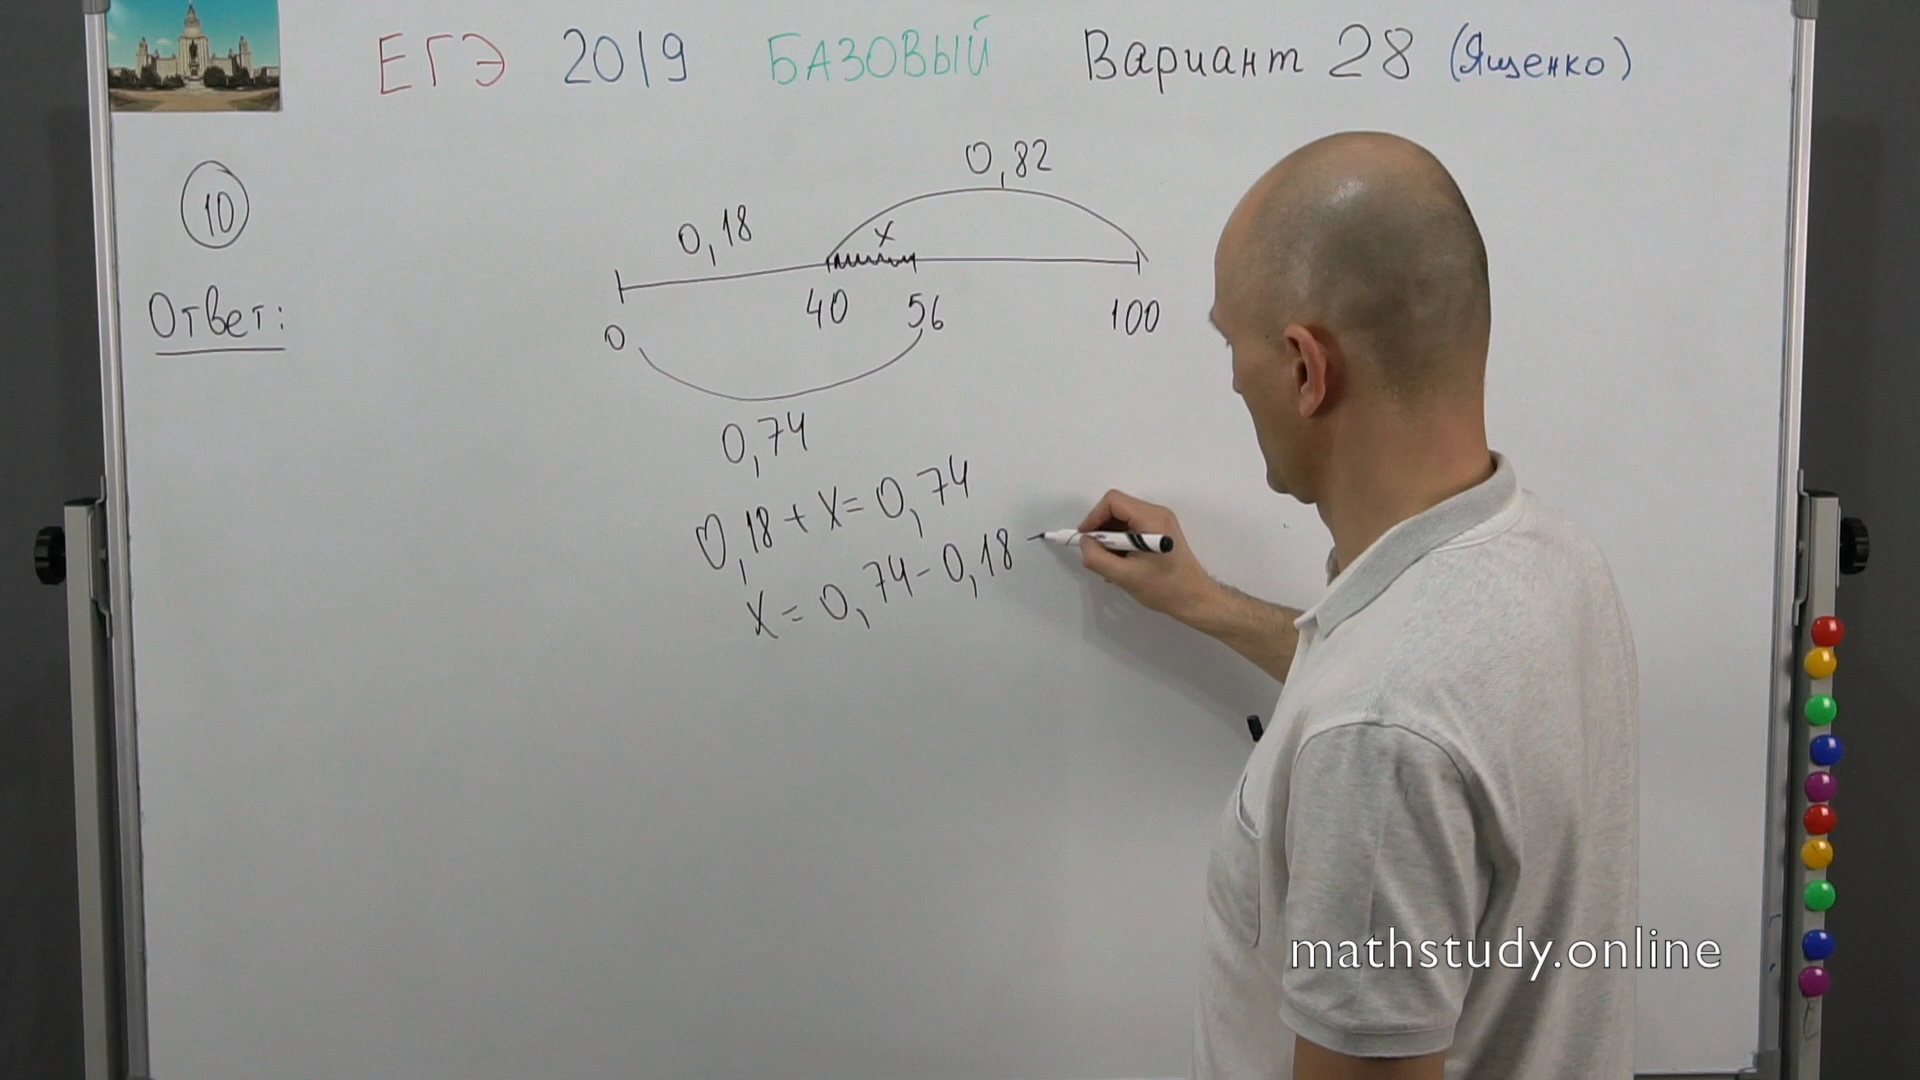 ЕГЭ 2019 БАЗОВЫЙ Вариант 28 (Ященко)
10
Ответ:
0,82
0,18
x
0 40 56 100
0,74
0,18 + x = 0,74
x = 0,74 - 0,18
mathstudy.online